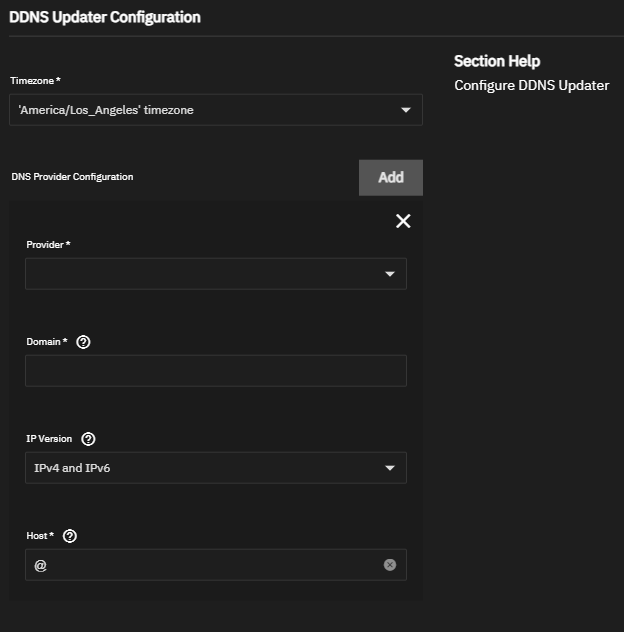 DDNS Updater Configuration
Section Help
Configure DDNS Updater
Timezone *
'America/Los_Angeles' timezone
DNS Provider Configuration
Add
Provider *
Domain *
IP Version
IPv4 and IPv6
Host *
@